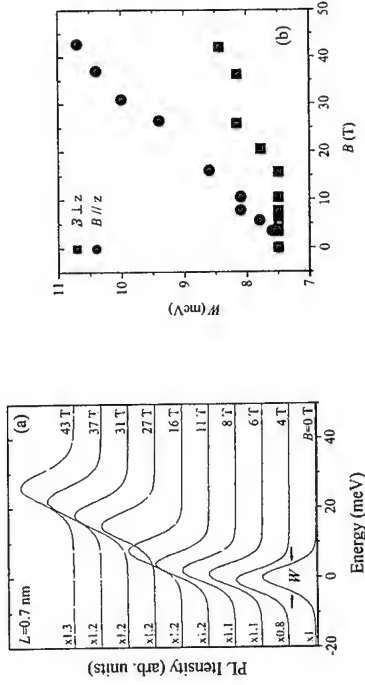 (a)
L=0.7 nm
43 T
37 T
31 T
27 T
16 T
11 T
8 T
6 T
4 T
B=0 T
x1.3
x1.2
x1.2
x1.2
x1.2
x1.2
x1.1
x1.1
x0.8
x1
W
-20
0
20
40
Energy (meV)
PL Itensity (arb. units)
(b)
B ⊥ z
B // z
11
10
9
8
7
W (meV)
0
10
20
30
40
50
B (T)